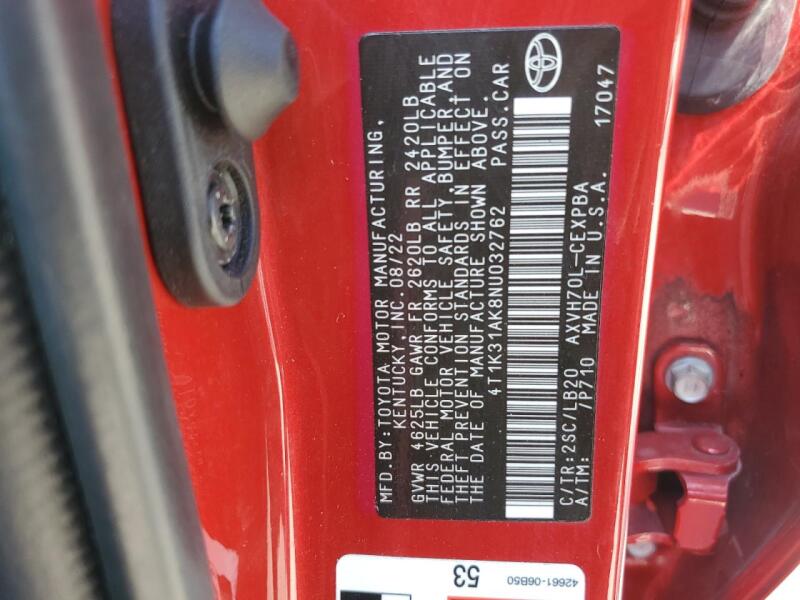 MFD. BY: TOYOTA MOTOR MANUFACTURING,
KENTUCKY, INC. 08/22
GVWR 4625LB GAWR FR 2620LB RR 2420LB
THIS VEHICLE CONFORMS TO ALL APPLICABLE
FEDERAL MOTOR VEHICLE SAFETY, BUMPER, AND
THEFT PREVENTION STANDARDS IN EFFECT ON
THE DATE OF MANUFACTURE SHOWN ABOVE.
4T1K31AK8NU032762 PASS. CAR
C/TR: 2SC/LB20 AXVH70L-CEXPBA 17047
A/TM: /P710 MADE IN U.S.A.
53
42661-06B50